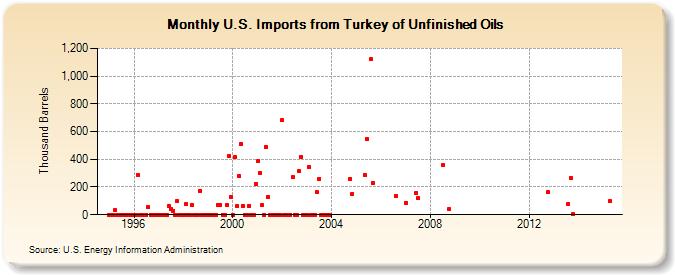 Monthly U.S. Imports from Turkey of Unfinished Oils
Thousand Barrels
1,200
1,000
800
600
400
200
0
1996 2000 2004 2008 2012
Source: U.S. Energy Information Administration